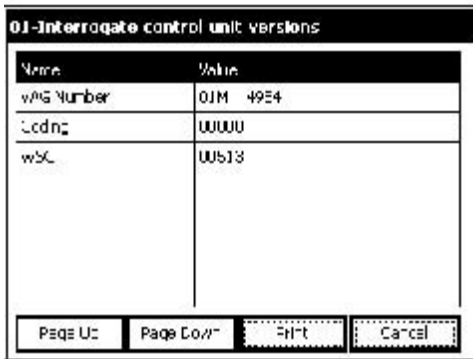 01-Interrogate control unit versions
Name Value
VAG Number 01M 4954
Coding 00000
WSC 00513
Page Up Page Down Print Cancel